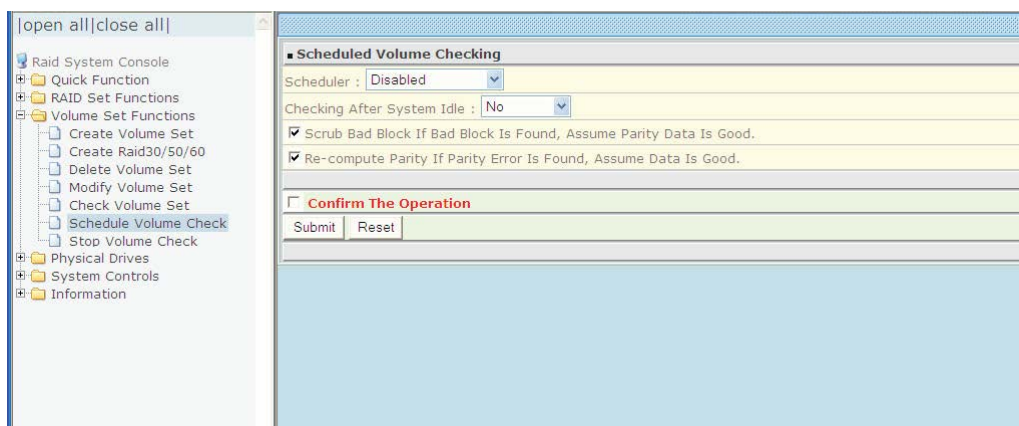 |open all|close all|
Raid System Console
Quick Function
RAID Set Functions
Volume Set Functions
Create Volume Set
Create Raid30/50/60
Delete Volume Set
Modify Volume Set
Check Volume Set
Schedule Volume Check
Stop Volume Check
Physical Drives
System Controls
Information
Scheduled Volume Checking
Scheduler : Disabled
Checking After System Idle : No
Scrub Bad Block If Bad Block Is Found, Assume Parity Data Is Good.
Re-compute Parity If Parity Error Is Found, Assume Data Is Good.
Confirm The Operation
Submit Reset